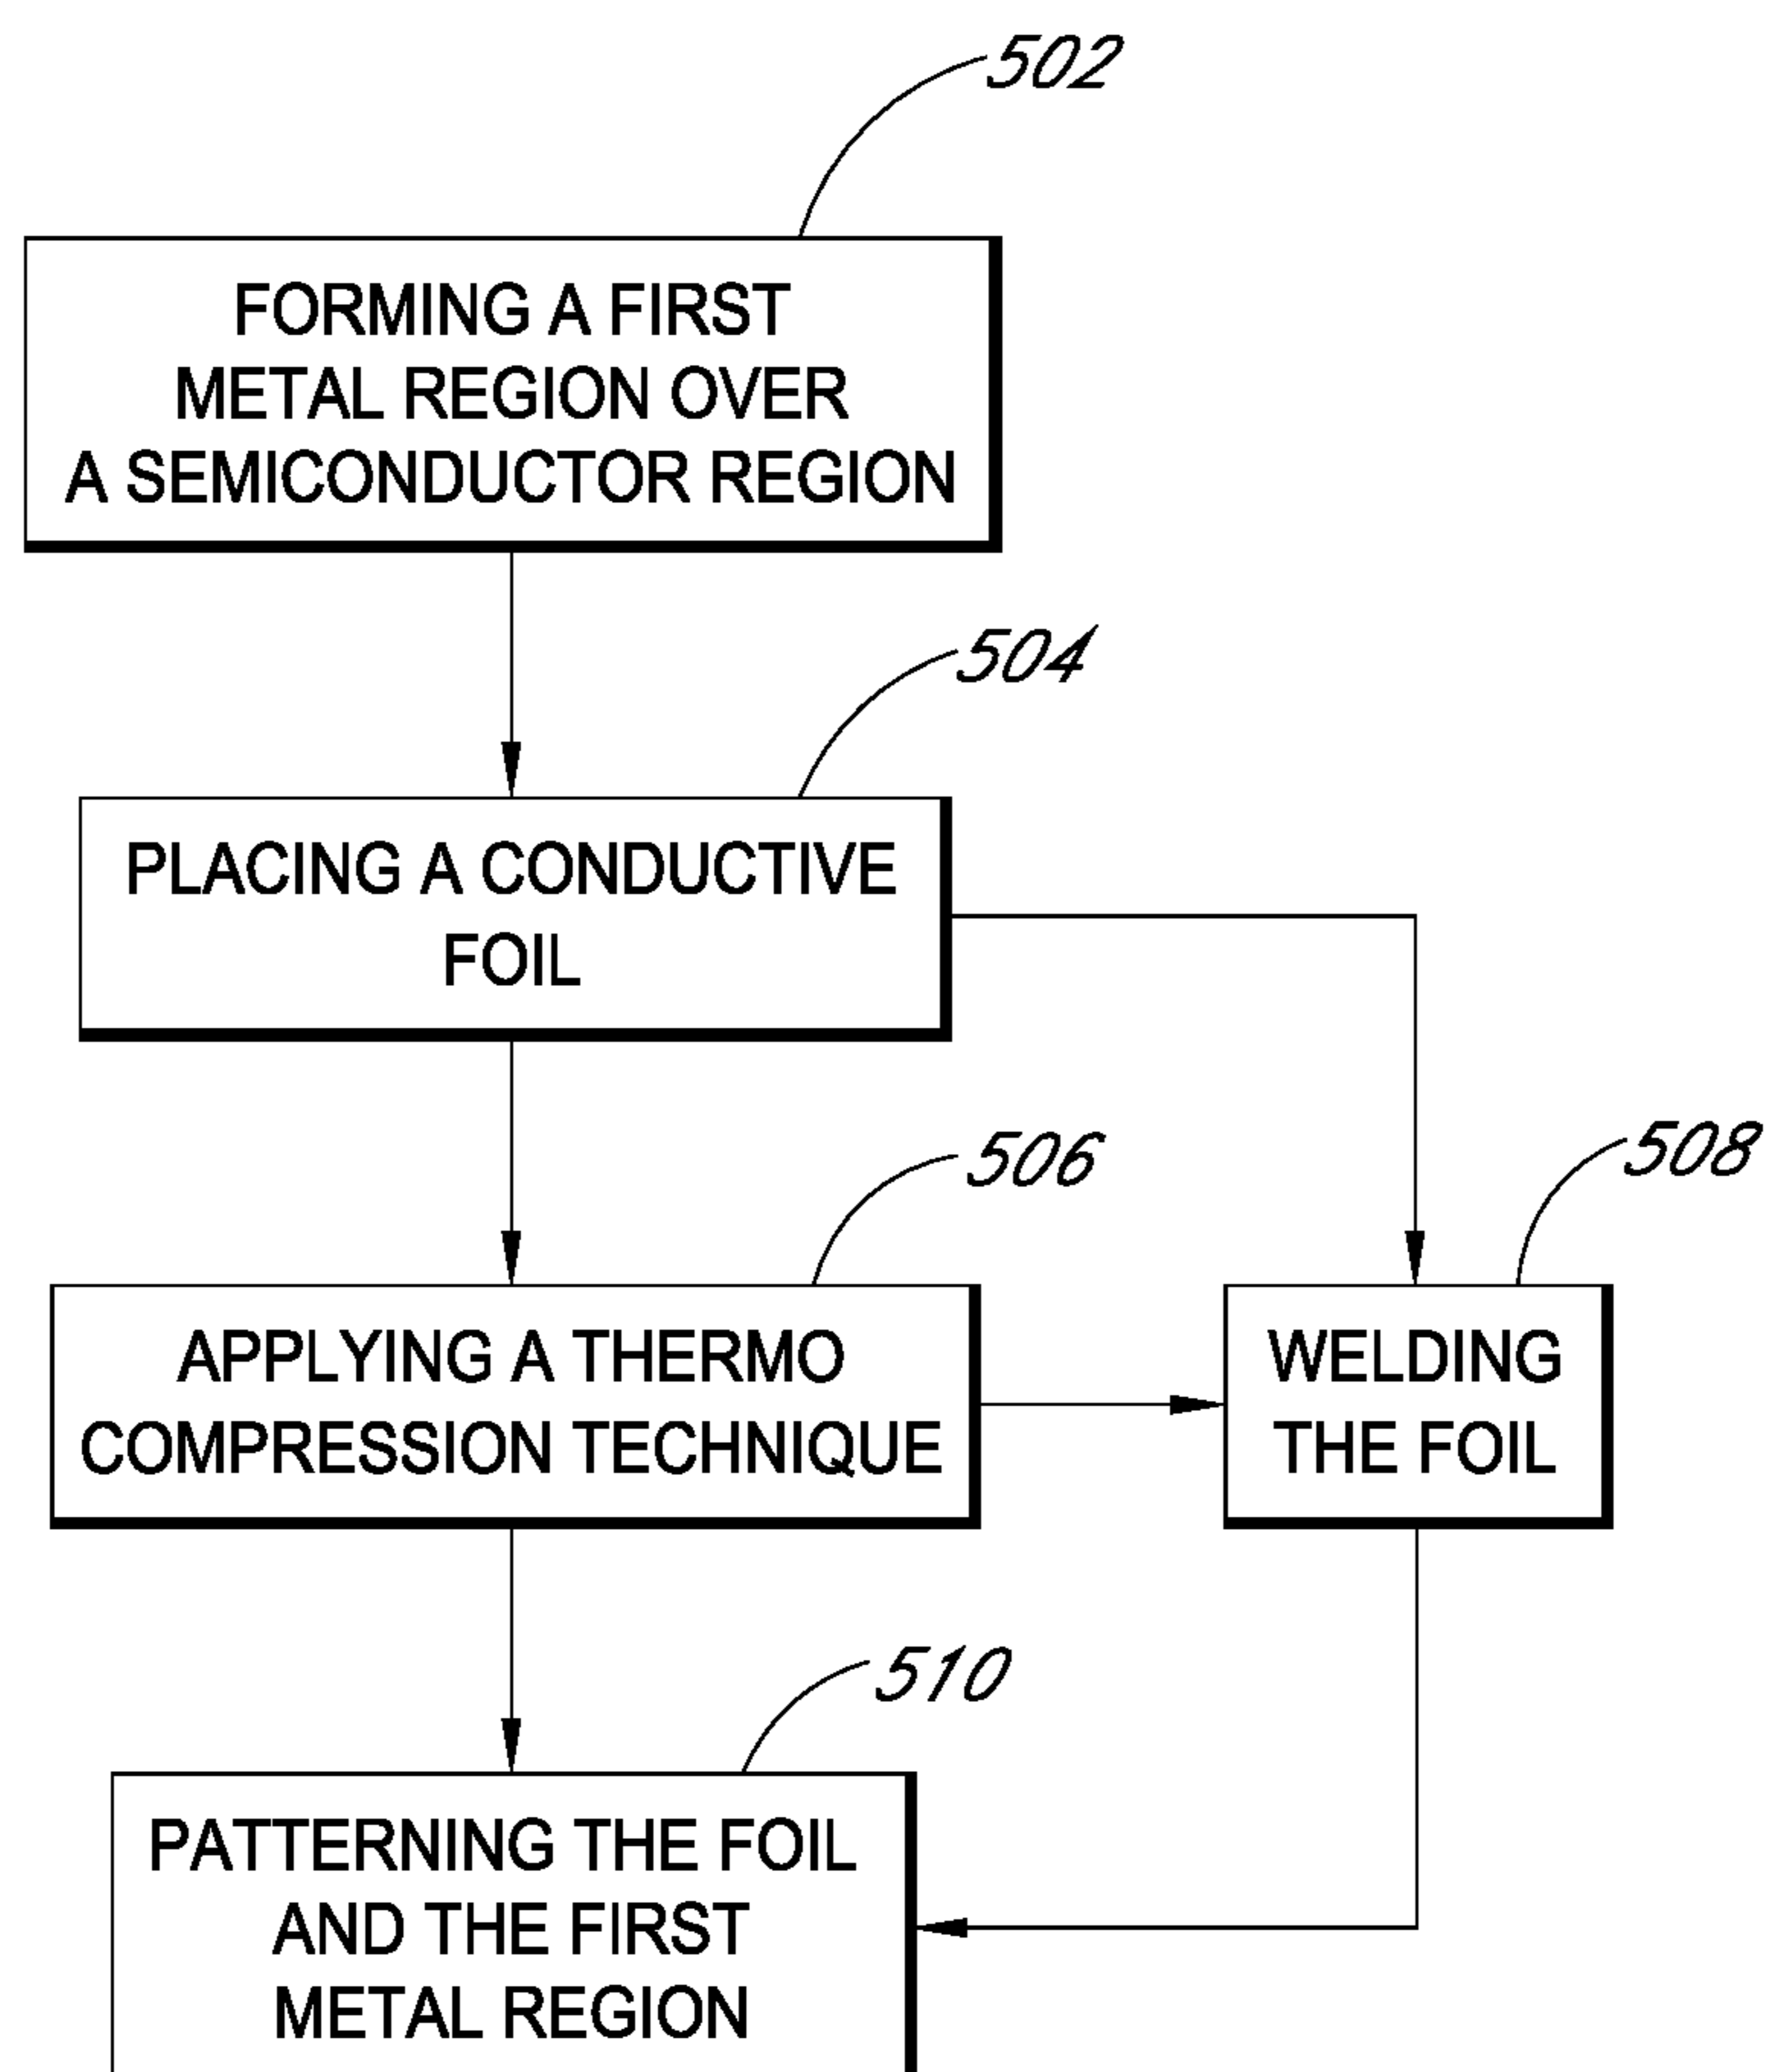 502
FORMING A FIRST
METAL REGION OVER
A SEMICONDUCTOR REGION
504
PLACING A CONDUCTIVE
FOIL
506
APPLYING A THERMO
COMPRESSION TECHNIQUE
508
WELDING
THE FOIL
510
PATTERNING THE FOIL
AND THE FIRST
METAL REGION